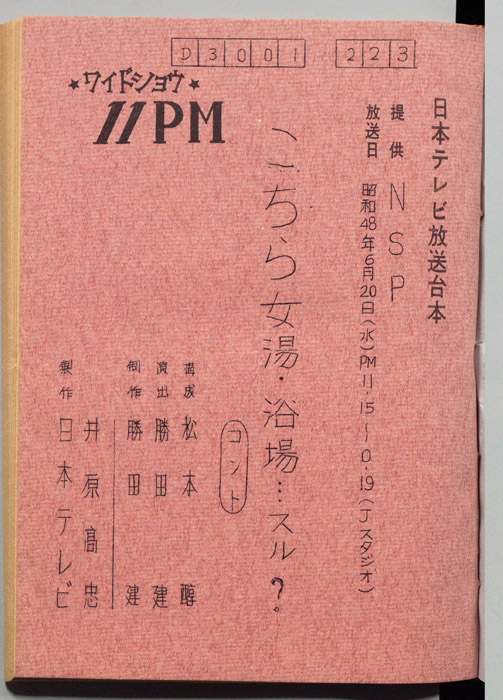 D3001 223
★ワイドショウ★
11PM
日本テレビ放送台本
提供 NSP
放送日 昭和48年6月20日(水)PM11.15~0.19(Jスタジオ)
こちら女湯・浴場…スル?
コント
構成 松本 醇
演出 勝田 建
制作 勝田 建
井原高忠
製作 日本テレビ